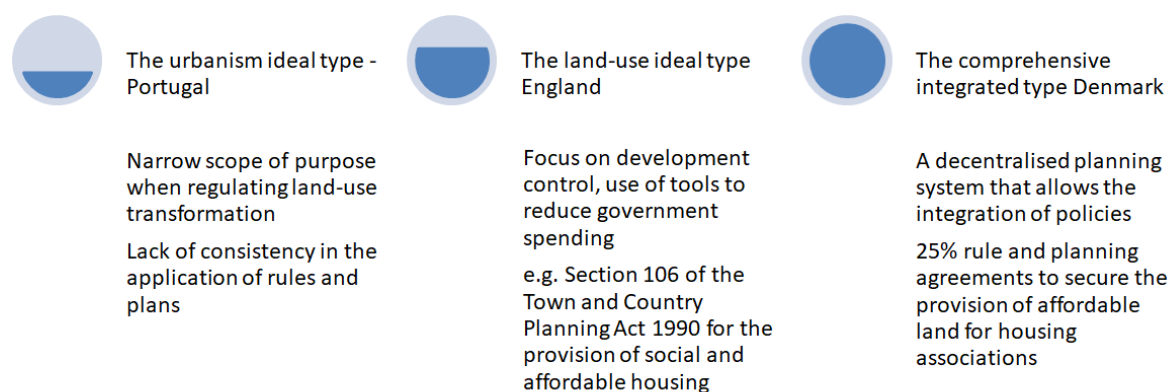 The urbanism ideal type -
Portugal
Narrow scope of purpose
when regulating land-use
transformation
Lack of consistency in the
application of rules and
plans
The land-use ideal type
England
Focus on development
control, use of tools to
reduce government
spending
e.g. Section 106 of the
Town and Country
Planning Act 1990 for the
provision of social and
affordable housing
The comprehensive
integrated type Denmark
A decentralised planning
system that allows the
integration of policies
25% rule and planning
agreements to secure the
provision of affordable
land for housing
associations